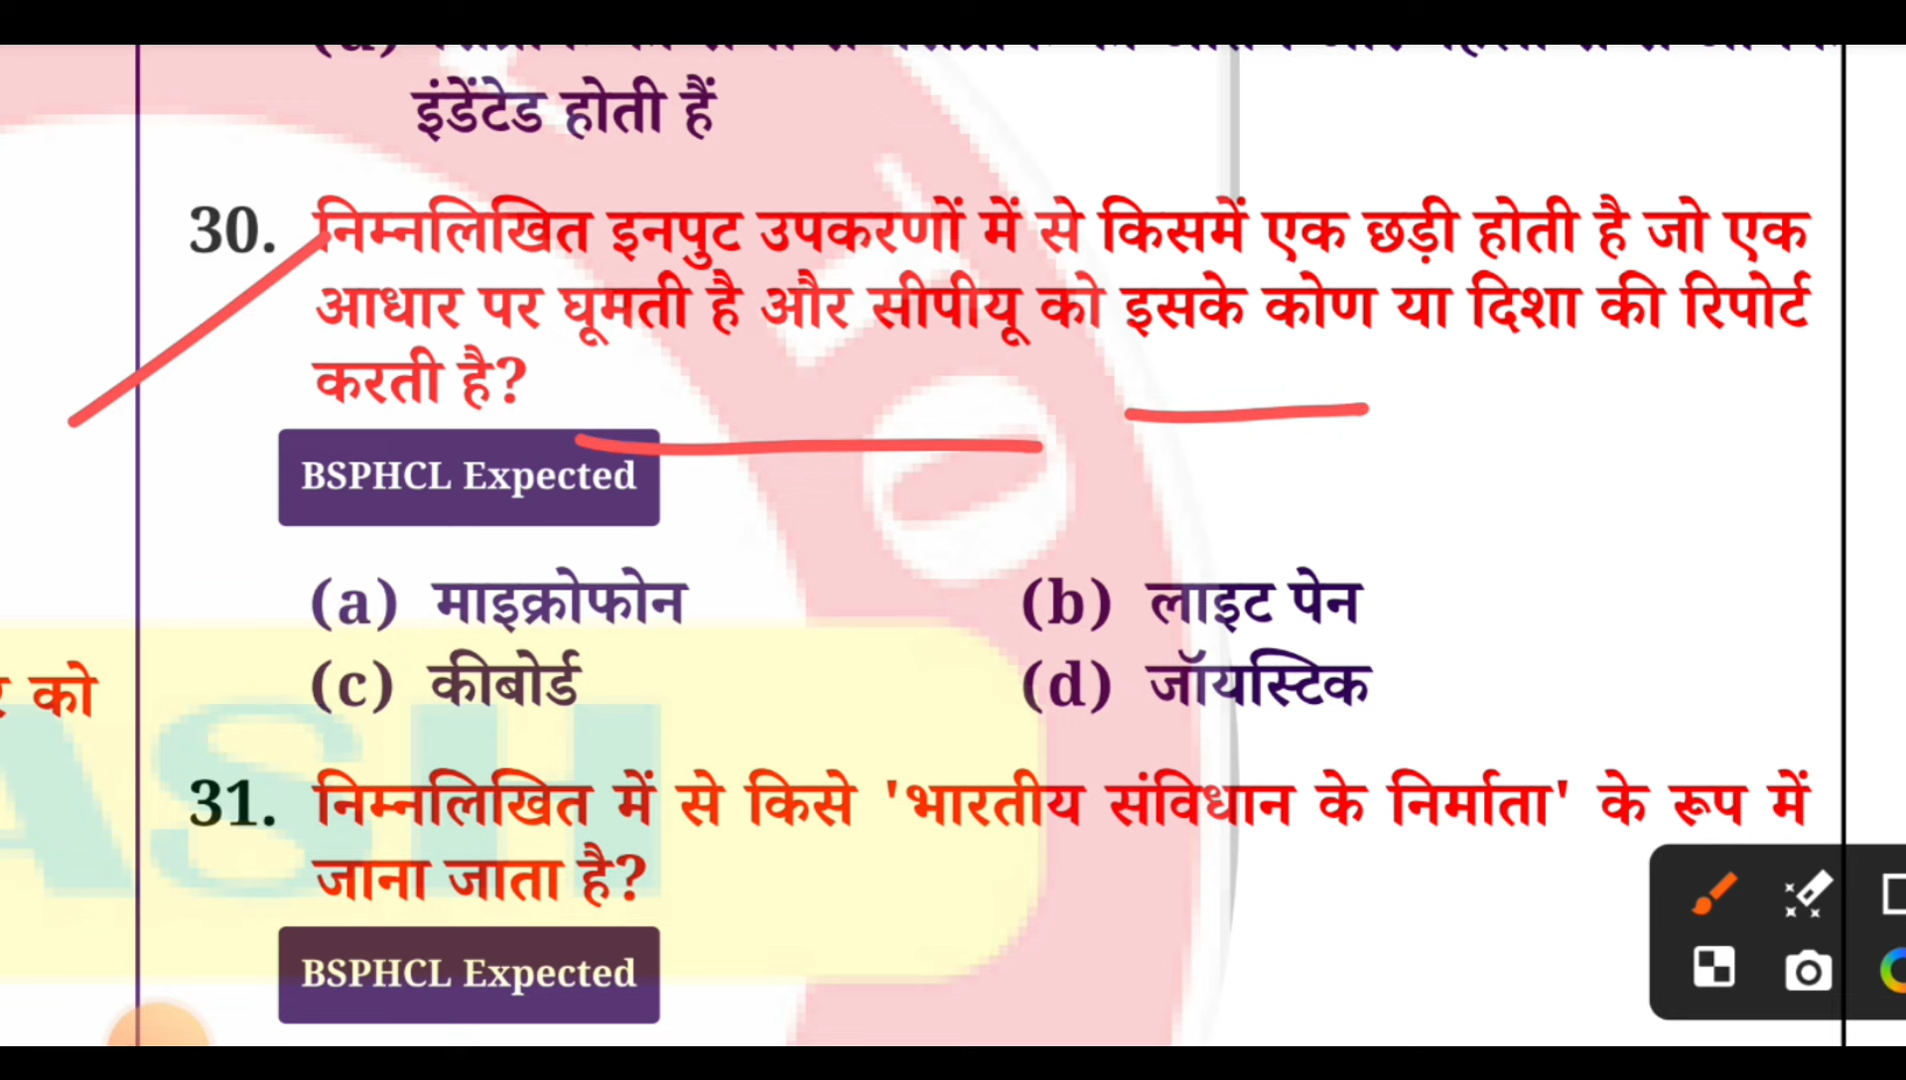 इंडेंटेड होती हैं
30. निम्नलिखित इनपुट उपकरणों में से किसमें एक छड़ी होती है जो एक
आधार पर घूमती है और सीपीयू को इसके कोण या दिशा की रिपोर्ट
करती है?
BSPHCL Expected
(a) माइक्रोफोन (b) लाइट पेन
(c) कीबोर्ड (d) जॉयस्टिक
को
31. निम्नलिखित में से किसे 'भारतीय संविधान के निर्माता' के रूप में
जाना जाता है?
BSPHCL Expected